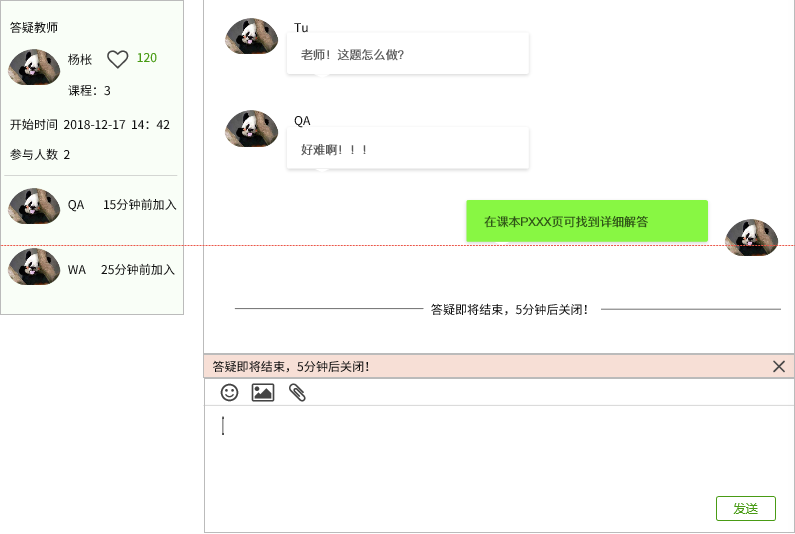 答疑教师
杨枨
120
课程：3
开始时间 2018-12-17 14：42
参与人数 2
QA 15分钟前加入
WA 25分钟前加入
Tu
老师！这题怎么做？
QA
好难啊！！！
在课本PXXX页可找到详细解答
答疑即将结束，5分钟后关闭！
答疑即将结束，5分钟后关闭！
发送